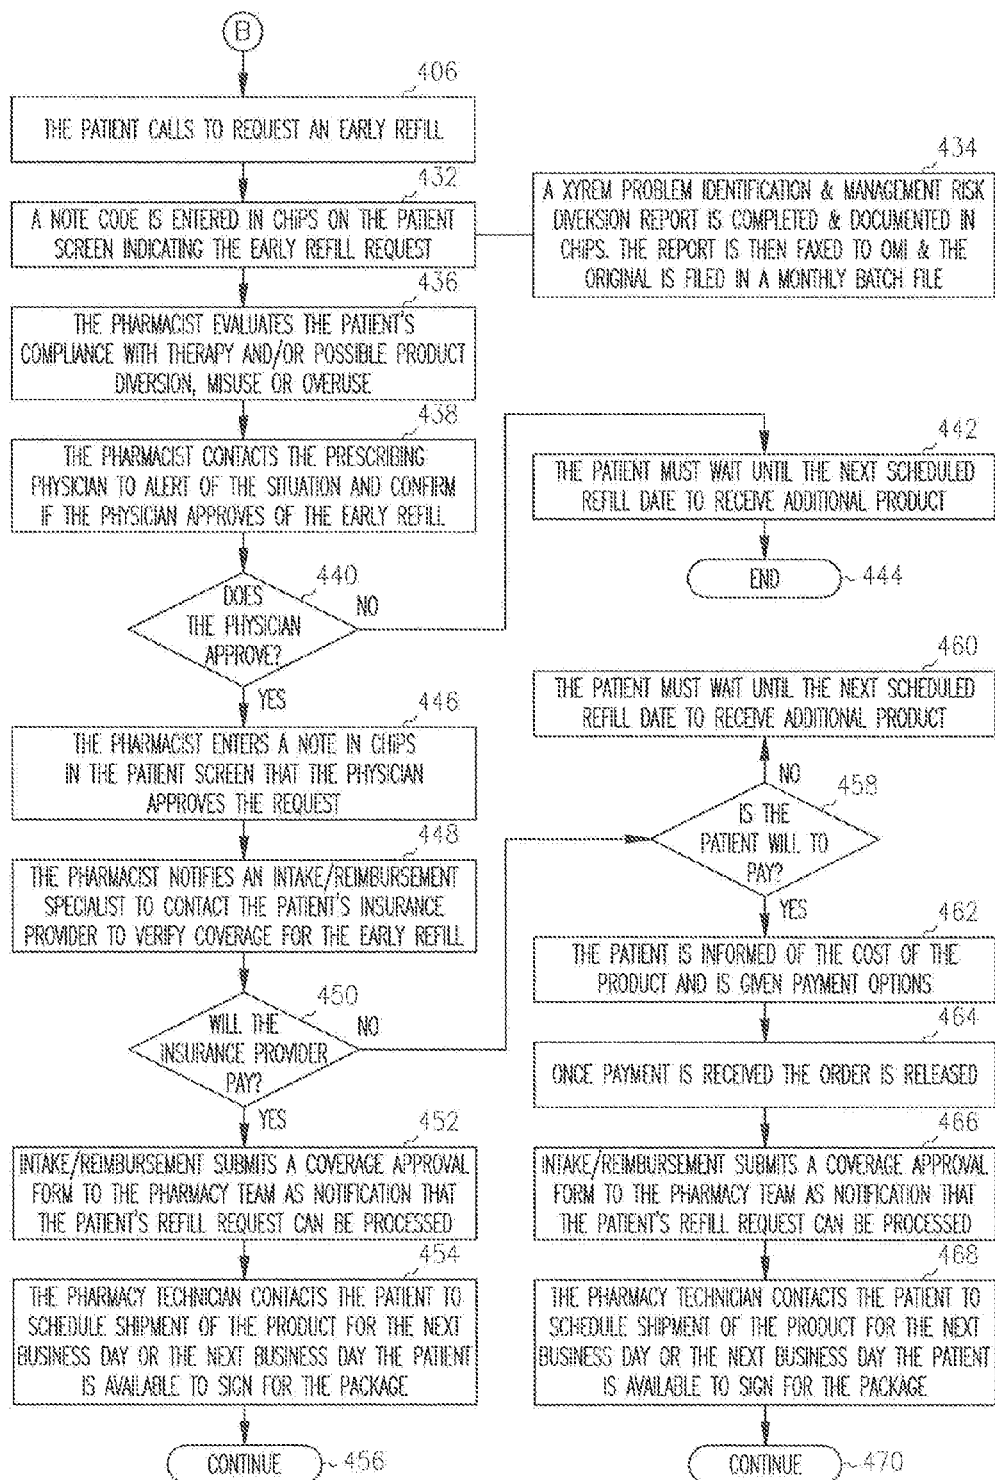 B
406
THE PATIENT CALLS TO REQUEST AN EARLY REFILL
432
A NOTE CODE IS ENTERED IN CHIPS ON THE PATIENT
SCREEN INDICATING THE EARLY REFILL REQUEST
434
A XYREM PROBLEM IDENTIFICATION & MANAGEMENT RISK
DIVERSION REPORT IS COMPLETED & DOCUMENTED IN
CHIPS. THE REPORT IS THEN FAXED TO OMI & THE
ORIGINAL IS FILED IN A MONTHLY BATCH FILE
436
THE PHARMACIST EVALUATES THE PATIENT'S
COMPLIANCE WITH THERAPY AND/OR POSSIBLE PRODUCT
DIVERSION, MISUSE OR OVERUSE
438
THE PHARMACIST CONTACTS THE PRESCRIBING
PHYSICIAN TO ALERT OF THE SITUATION AND CONFIRM
IF THE PHYSICIAN APPROVES OF THE EARLY REFILL
440
DOES
THE PHYSICIAN
APPROVE?
NO
YES
442
THE PATIENT MUST WAIT UNTIL THE NEXT SCHEDULED
REFILL DATE TO RECEIVE ADDITIONAL PRODUCT
END
444
446
THE PHARMACIST ENTERS A NOTE IN CHIPS
IN THE PATIENT SCREEN THAT THE PHYSICIAN
APPROVES THE REQUEST
448
THE PHARMACIST NOTIFIES AN INTAKE/REIMBURSEMENT
SPECIALIST TO CONTACT THE PATIENT'S INSURANCE
PROVIDER TO VERIFY COVERAGE FOR THE EARLY REFILL
450
WILL THE
INSURANCE PROVIDER
PAY?
NO
YES
452
INTAKE/REIMBURSEMENT SUBMITS A COVERAGE APPROVAL
FORM TO THE PHARMACY TEAM AS NOTIFICATION THAT
THE PATIENT'S REFILL REQUEST CAN BE PROCESSED
454
THE PHARMACY TECHNICIAN CONTACTS THE PATIENT TO
SCHEDULE SHIPMENT OF THE PRODUCT FOR THE NEXT
BUSINESS DAY OR THE NEXT BUSINESS DAY THE PATIENT
IS AVAILABLE TO SIGN FOR THE PACKAGE
CONTINUE
456
460
THE PATIENT MUST WAIT UNTIL THE NEXT SCHEDULED
REFILL DATE TO RECEIVE ADDITIONAL PRODUCT
NO
458
IS THE
PATIENT WILL TO
PAY?
YES
462
THE PATIENT IS INFORMED OF THE COST OF THE
PRODUCT AND IS GIVEN PAYMENT OPTIONS
464
ONCE PAYMENT IS RECEIVED THE ORDER IS RELEASED
466
INTAKE/REIMBURSEMENT SUBMITS A COVERAGE APPROVAL
FORM TO THE PHARMACY TEAM AS NOTIFICATION THAT
THE PATIENT'S REFILL REQUEST CAN BE PROCESSED
468
THE PHARMACY TECHNICIAN CONTACTS THE PATIENT TO
SCHEDULE SHIPMENT OF THE PRODUCT FOR THE NEXT
BUSINESS DAY OR THE NEXT BUSINESS DAY THE PATIENT
IS AVAILABLE TO SIGN FOR THE PACKAGE
CONTINUE
470